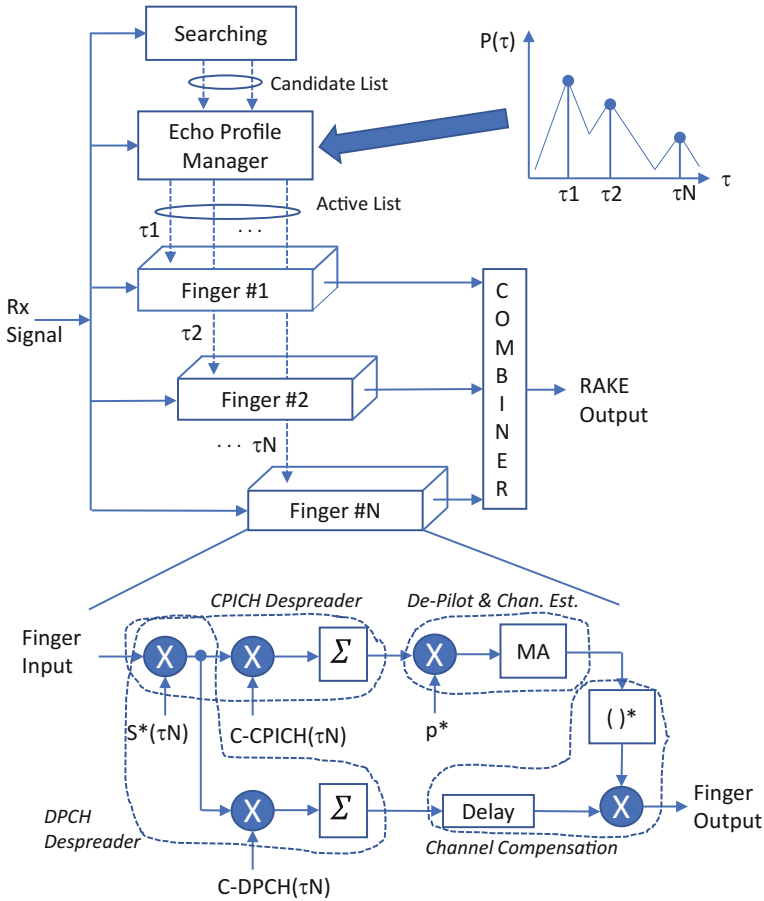 Searching
Candidate List
Echo Profile
Manager
Active List
P(τ)
τ1
τ2
τN
τ
τ1
· · ·
Finger #1
Rx
Signal
τ2
Finger #2
· · · τN
Finger #N
C
O
M
B
I
N
E
R
RAKE
Output
CPICH Despreader
De-Pilot & Chan. Est.
Finger
Input
X
X
Σ
X
MA
S*(τN)
C-CPICH(τN)
p*
( )*
DPCH
Despreader
X
Σ
Delay
X
Finger
Output
Channel Compensation
C-DPCH(τN)